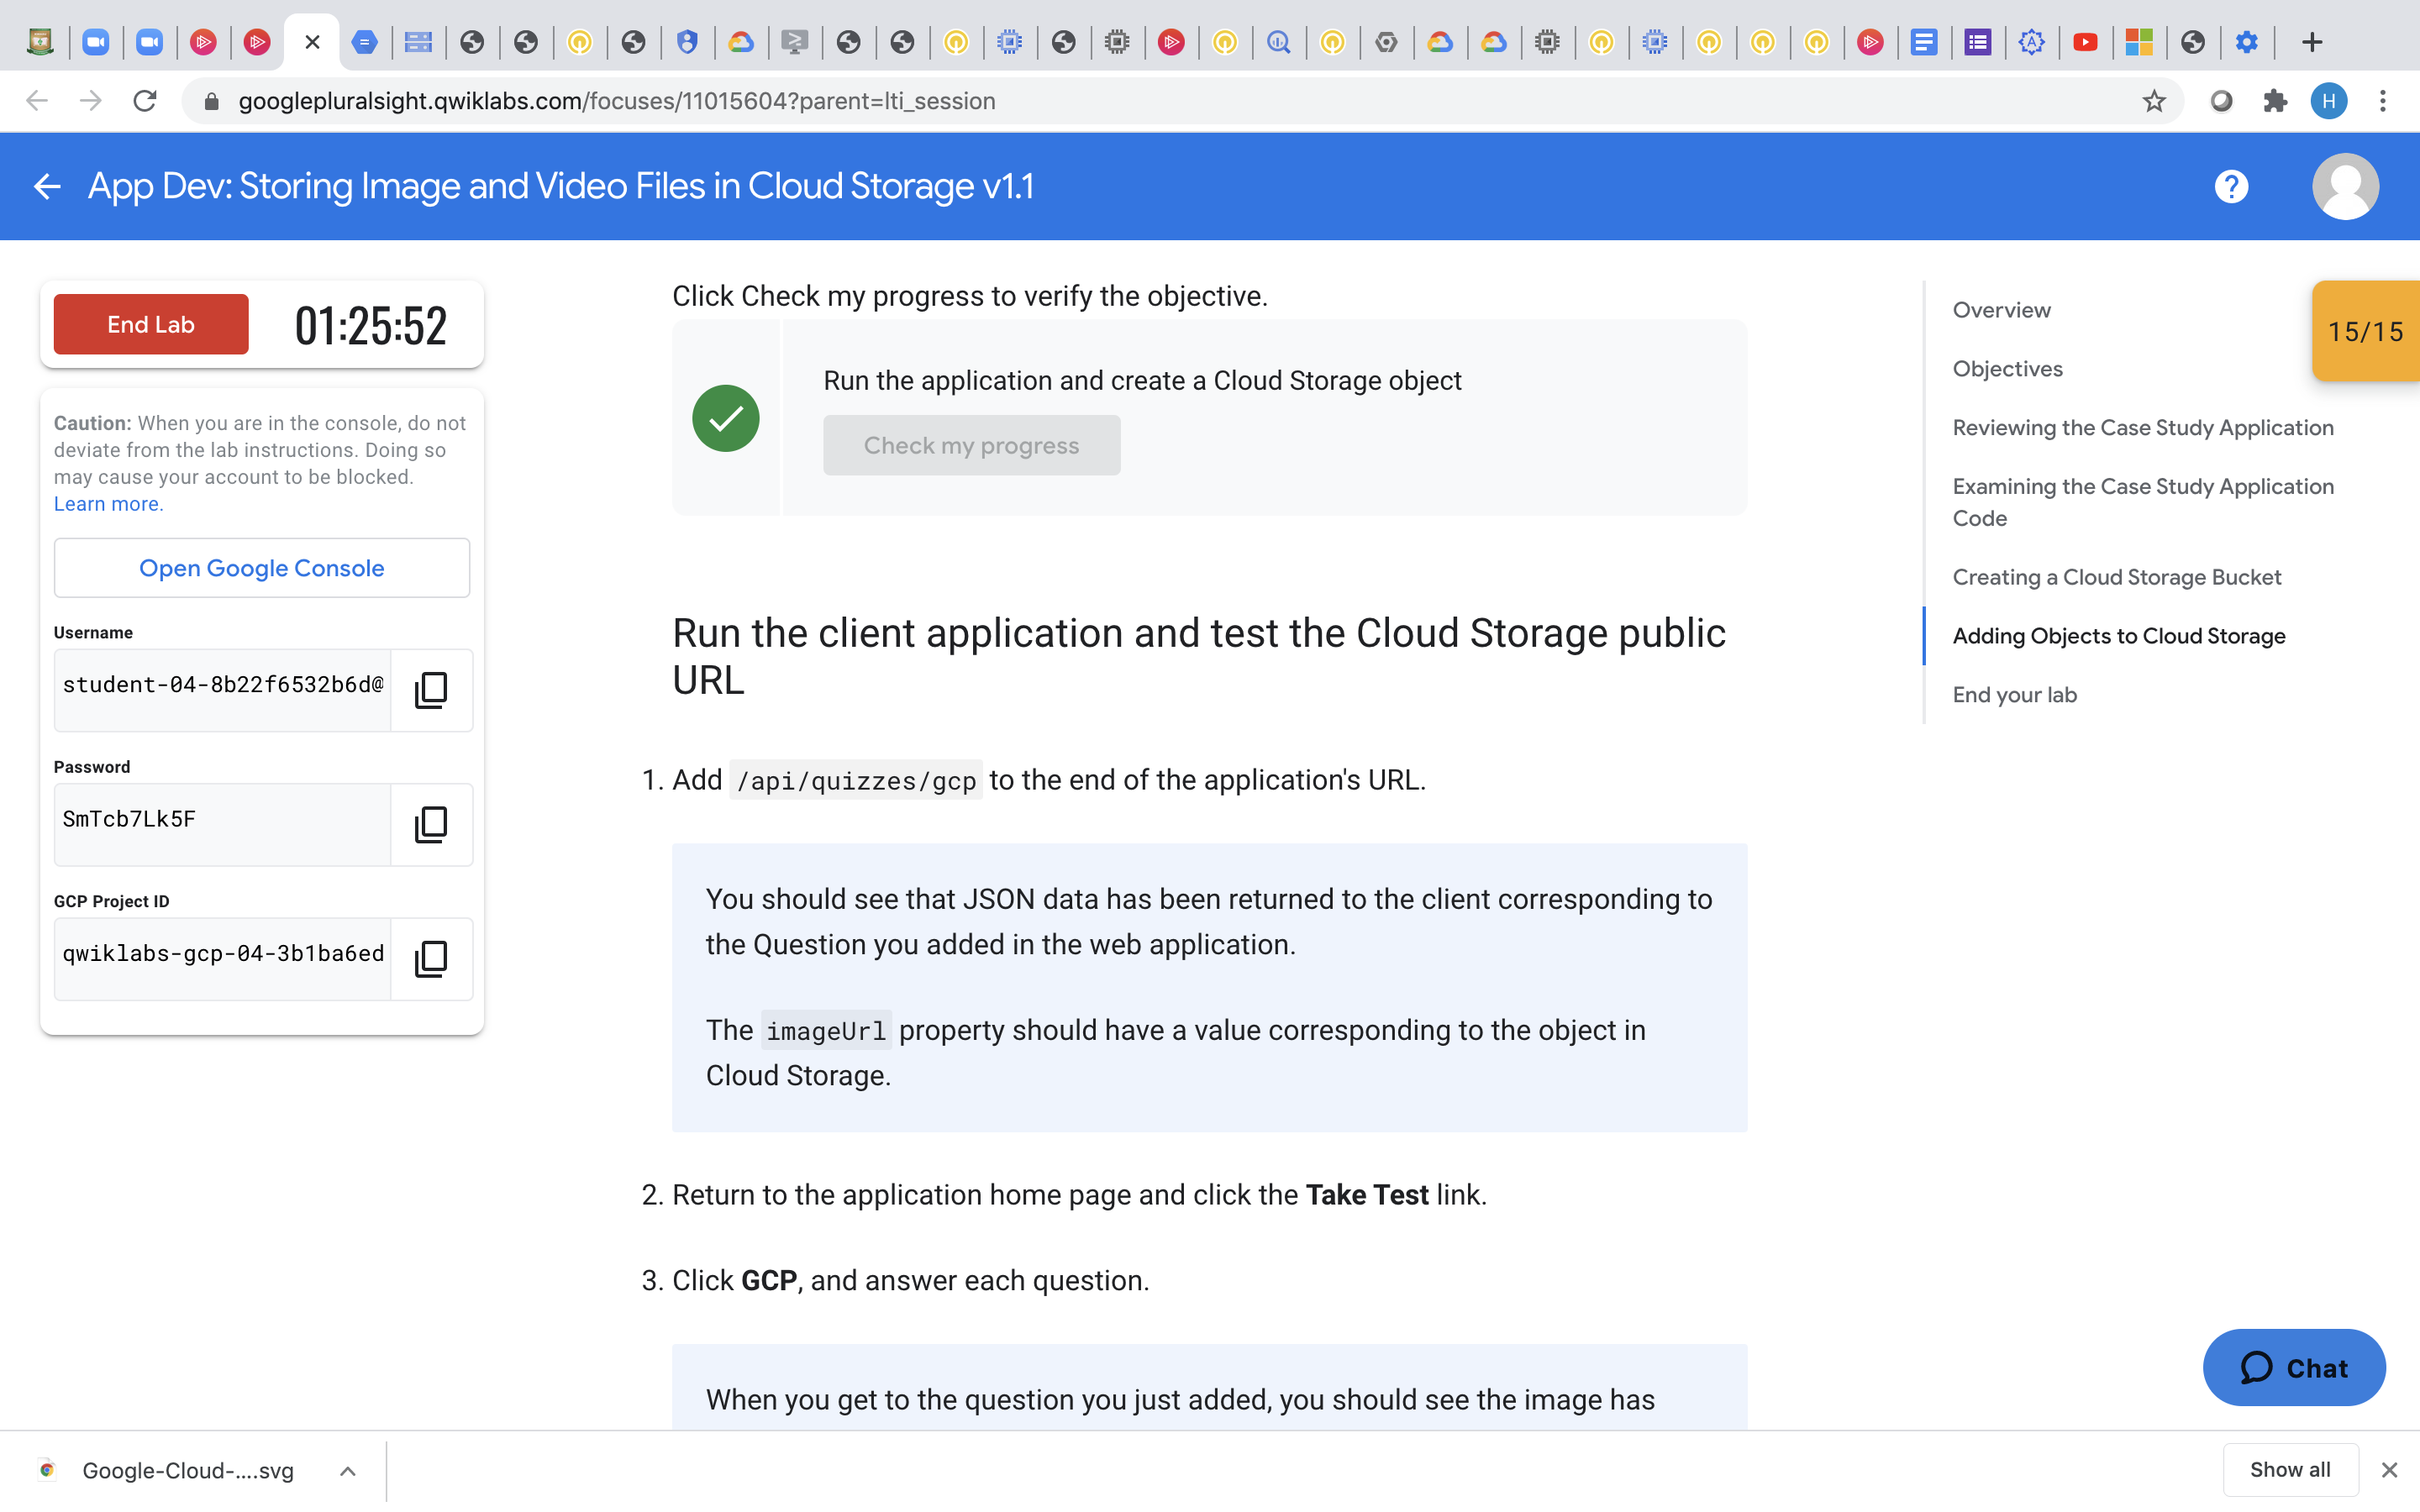 googlepluralsight.qwiklabs.com/focuses/11015604?parent=lti_session
H
App Dev: Storing Image and Video Files in Cloud Storage v1.1
?
End Lab
01:25:52
Caution: When you are in the console, do not
deviate from the lab instructions. Doing so
may cause your account to be blocked.
Learn more.
Open Google Console
Username
student-04-8b22f6532b6d@
Password
SmTcb7Lk5F
GCP Project ID
qwiklabs-gcp-04-3b1ba6ed
Click Check my progress to verify the objective.
Run the application and create a Cloud Storage object
Check my progress
Run the client application and test the Cloud Storage public
URL
1. Add /api/quizzes/gcp to the end of the application's URL.
You should see that JSON data has been returned to the client corresponding to
the Question you added in the web application.
The imageUrl property should have a value corresponding to the object in
Cloud Storage.
2. Return to the application home page and click the Take Test link.
3. Click GCP, and answer each question.
When you get to the question you just added, you should see the image has
Overview
Objectives
Reviewing the Case Study Application
Examining the Case Study Application
Code
Creating a Cloud Storage Bucket
Adding Objects to Cloud Storage
End your lab
15/15
Chat
Google-Cloud-....svg
Show all